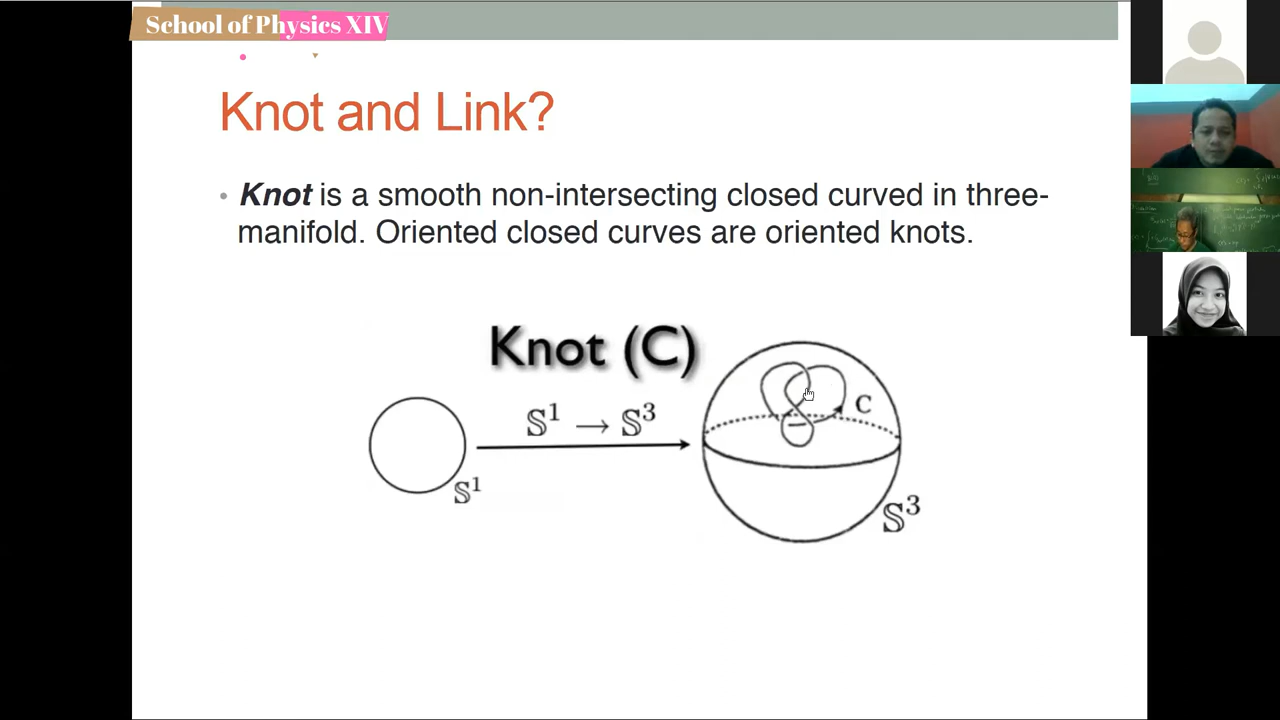 School of Physics XIV
Knot and Link?
• Knot is a smooth non-intersecting closed curved in three-
manifold. Oriented closed curves are oriented knots.
Knot (C)
𝕊¹ → 𝕊³
C
𝕊¹
𝕊³